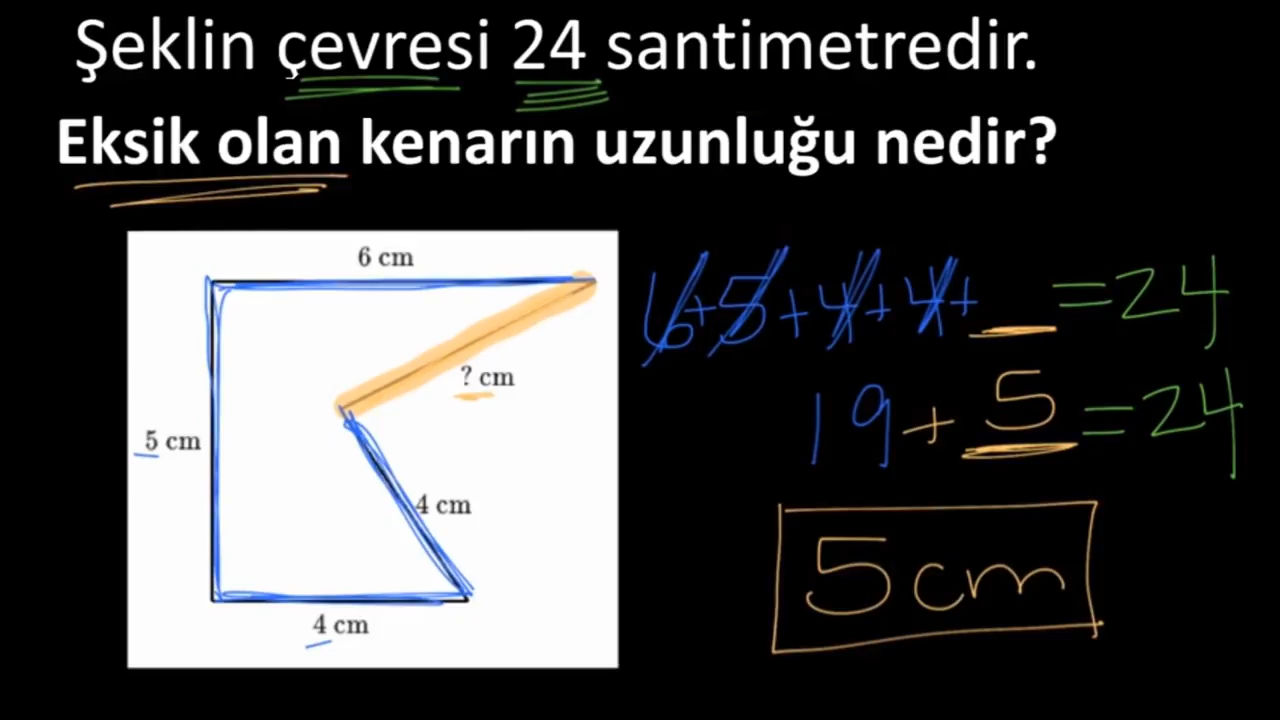 Şeklin çevresi 24 santimetredir.
Eksik olan kenarın uzunluğu nedir?
6 cm
? cm
5 cm
4 cm
4 cm
6+5+4+4+__=24
19+5=24
5cm